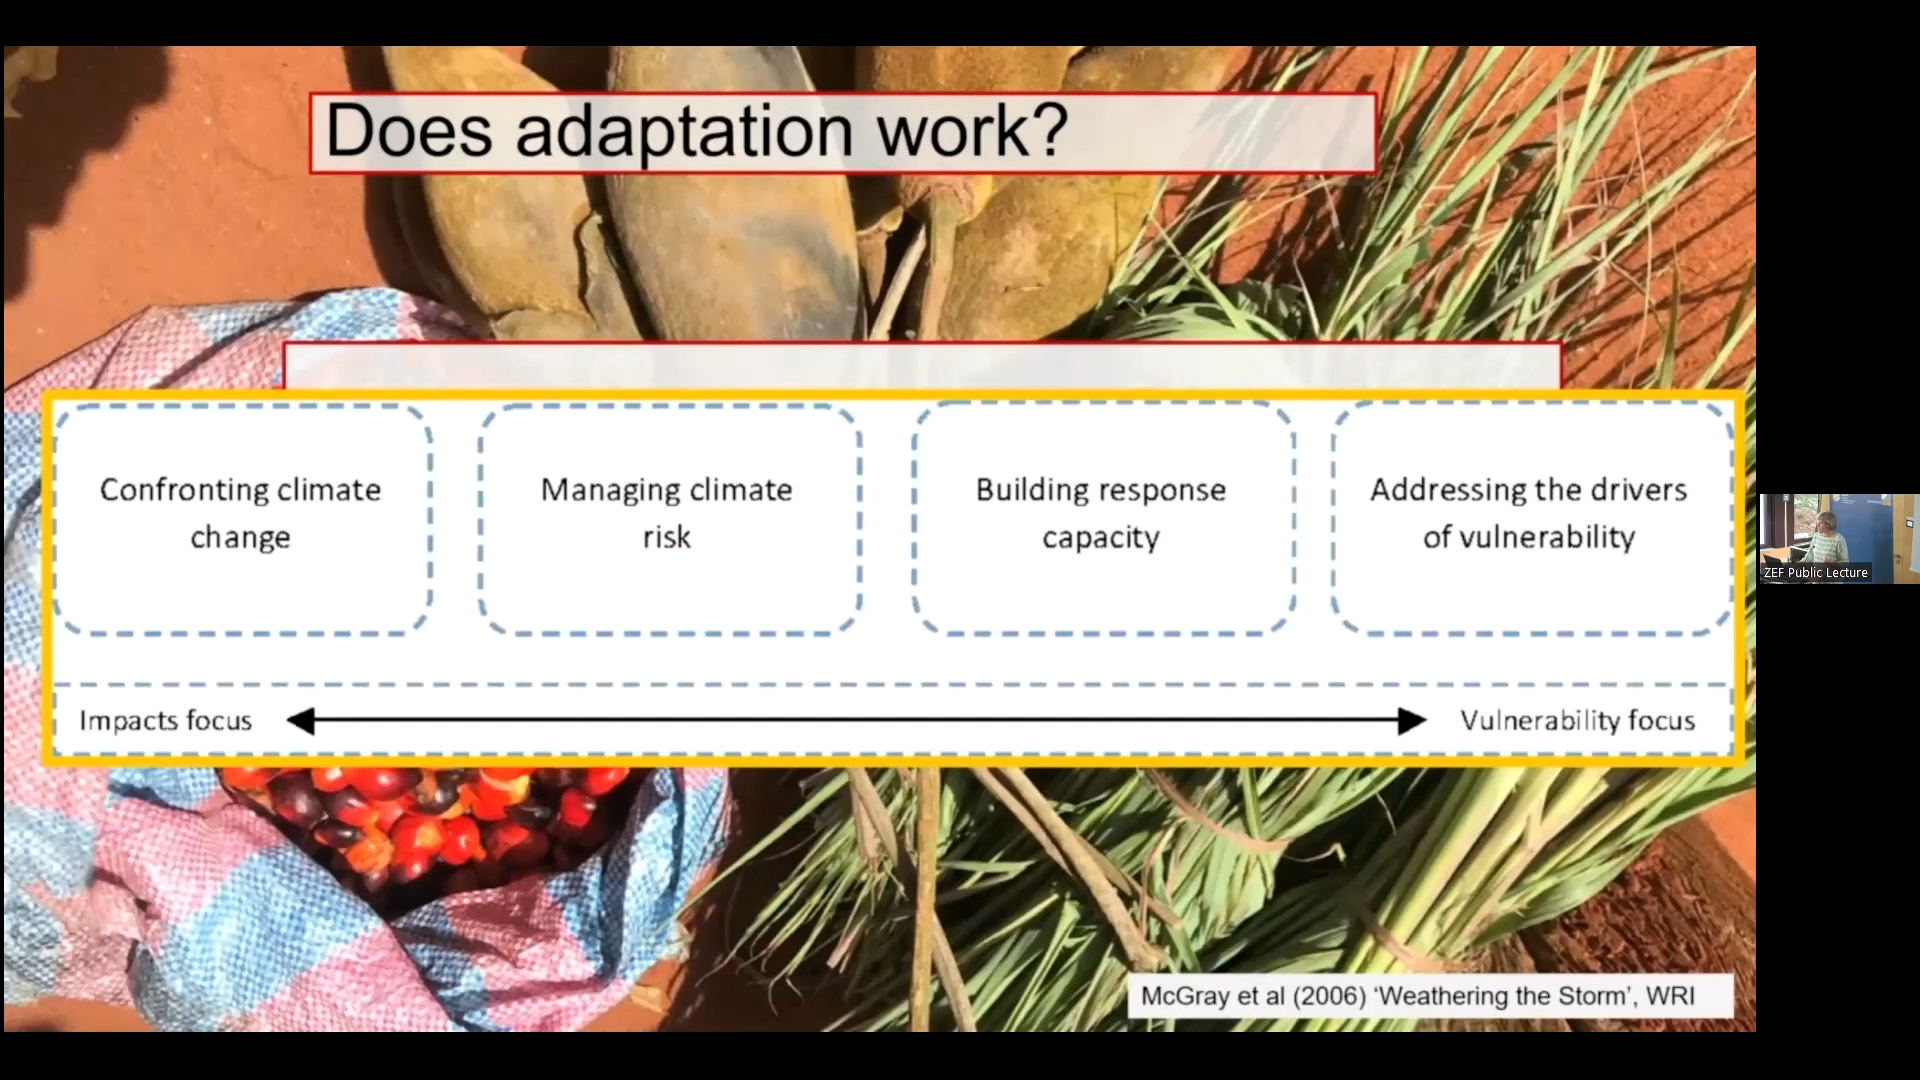 Does adaptation work?
Confronting climate
change
Managing climate
risk
Building response
capacity
Addressing the drivers
of vulnerability
Impacts focus
Vulnerability focus
McGray et al (2006) ‘Weathering the Storm’, WRI
ZEF Public Lecture